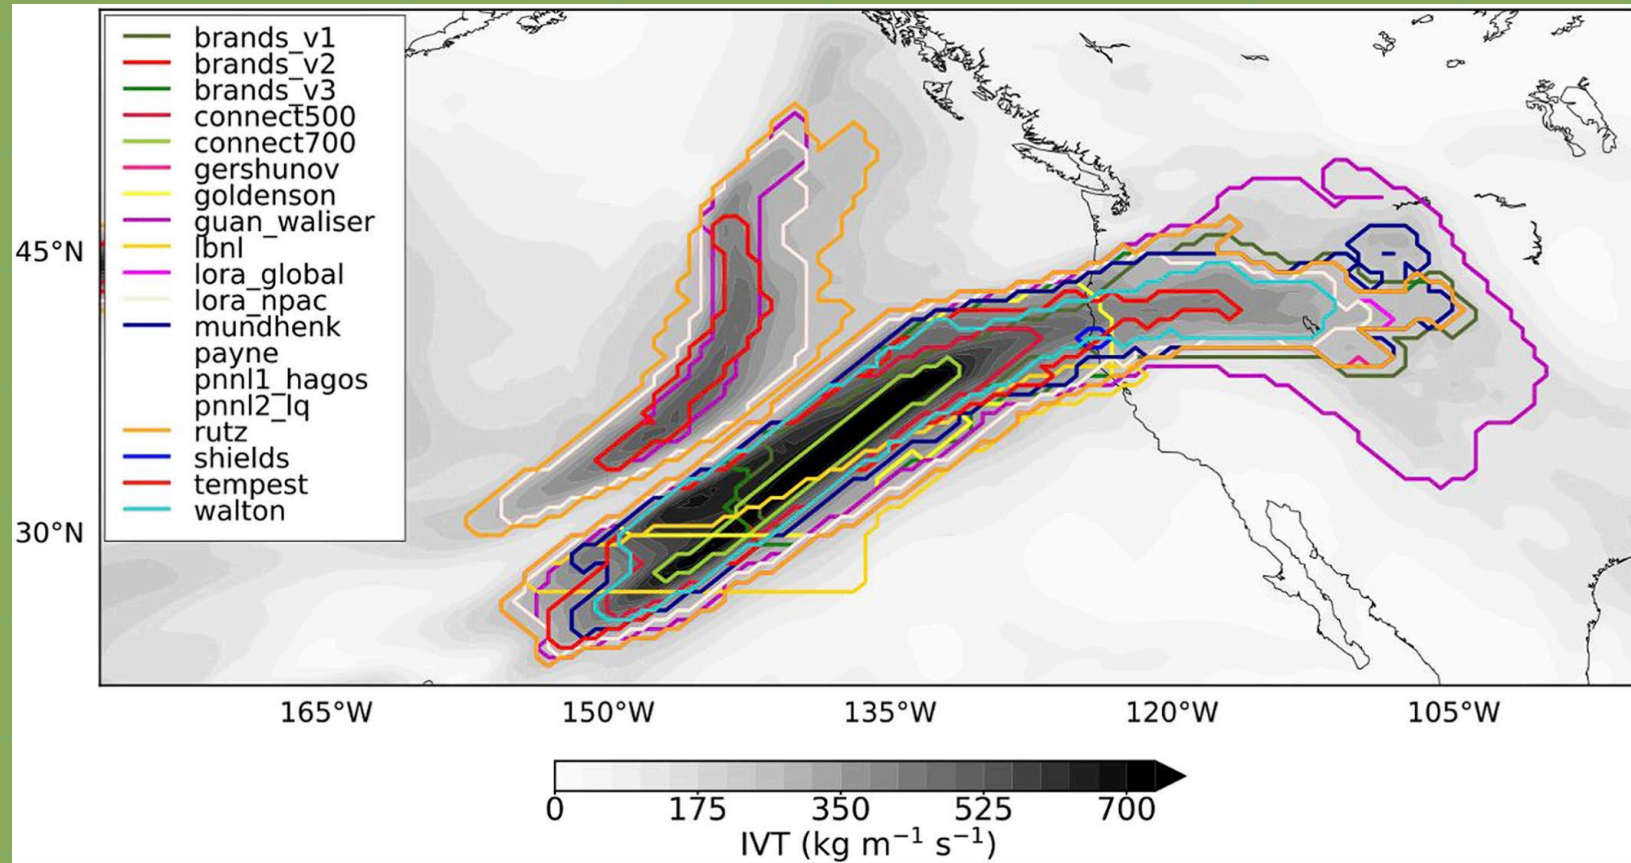 brands_v1
brands_v2
brands_v3
connect500
connect700
gershunov
goldenson
guan_waliser
lbnl
lora_global
lora_npac
mundhenk
payne
pnnl1_hagos
pnnl2_lq
rutz
shields
tempest
walton
45°N
30°N
165°W 150°W 135°W 120°W 105°W
0 175 350 525 700
IVT (kg m⁻¹ s⁻¹)